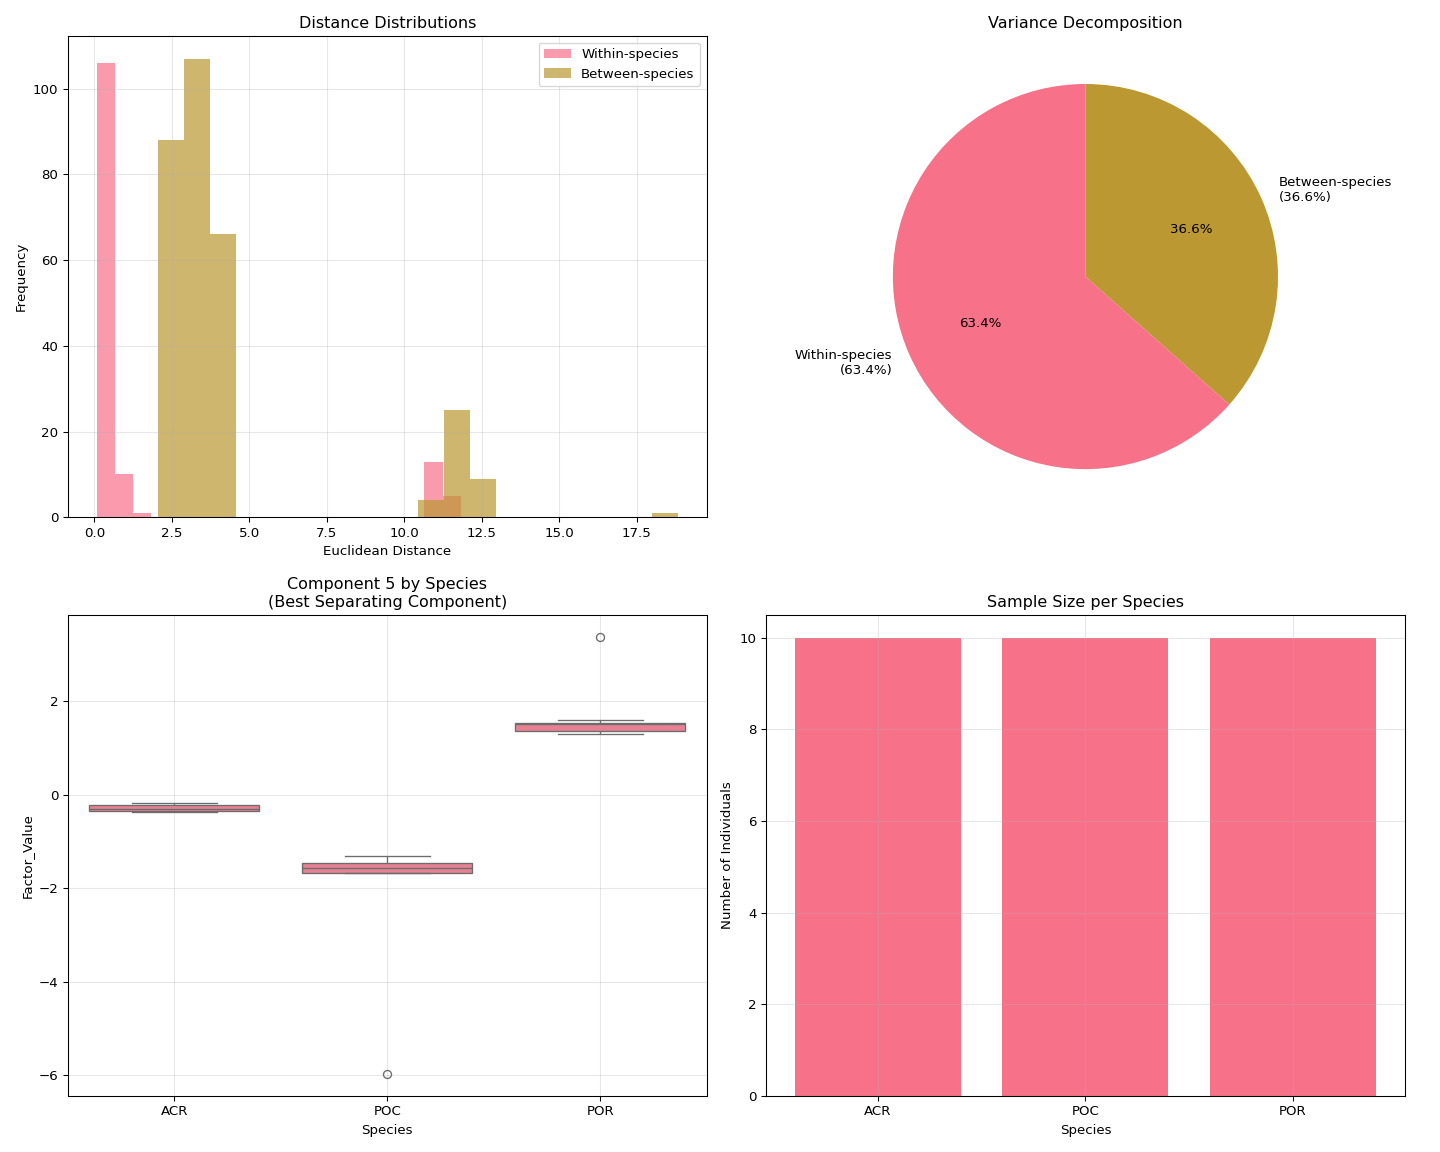 Distance Distributions
Within-species
Between-species
100
80
60
40
20
0
Frequency
0.0 2.5 5.0 7.5 10.0 12.5 15.0 17.5
Euclidean Distance
Variance Decomposition
Between-species
(36.6%)
36.6%
63.4%
Within-species
(63.4%)
Component 5 by Species
(Best Separating Component)
2
0
−2
−4
−6
Factor_Value
ACR POC POR
Species
Sample Size per Species
10
8
6
4
2
0
Number of Individuals
ACR POC POR
Species